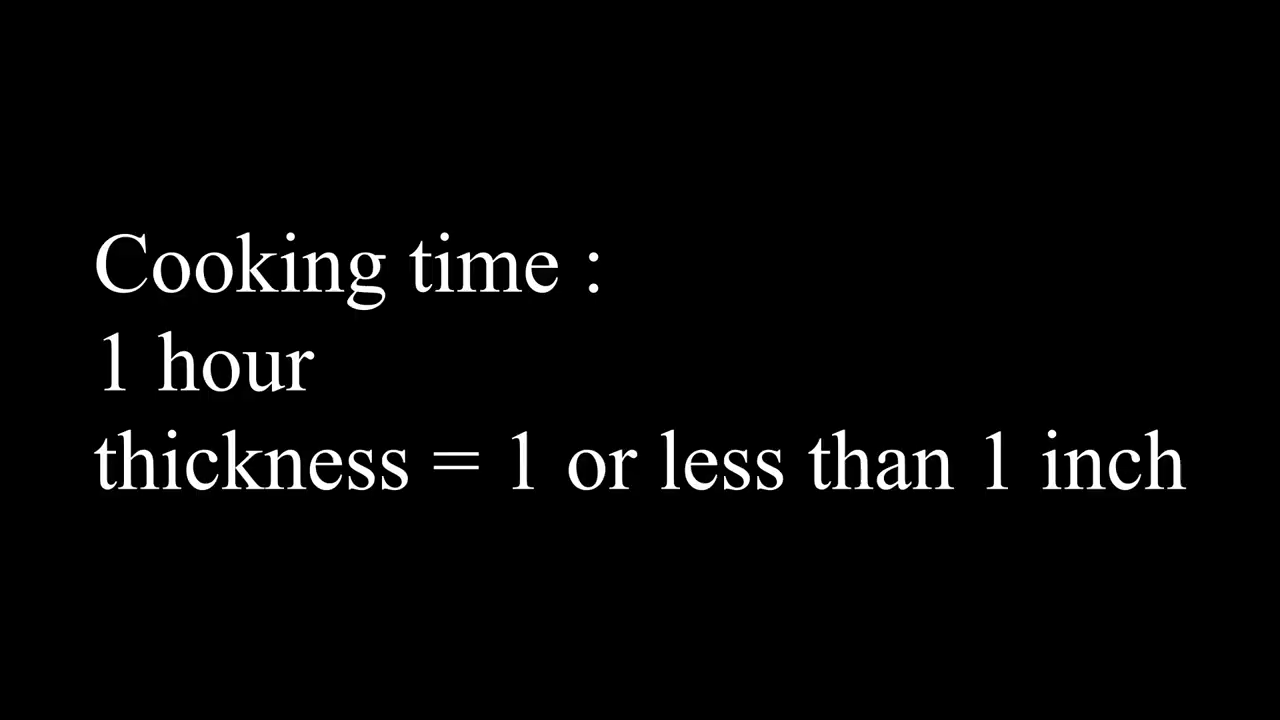 Cooking time :
1 hour
thickness = 1 or less than 1 inch